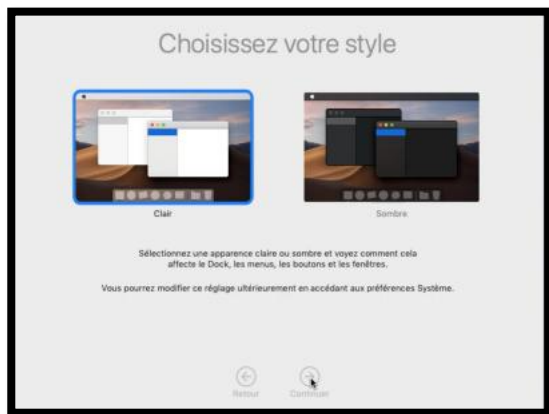 Choisissez votre style
Clair
Sombre
Sélectionnez une apparence claire ou sombre et voyez comment cela
affecte le Dock, les menus, les boutons et les fenêtres.
Vous pourrez modifier ce réglage ultérieurement en accédant aux préférences Système.
Retour
Continuer